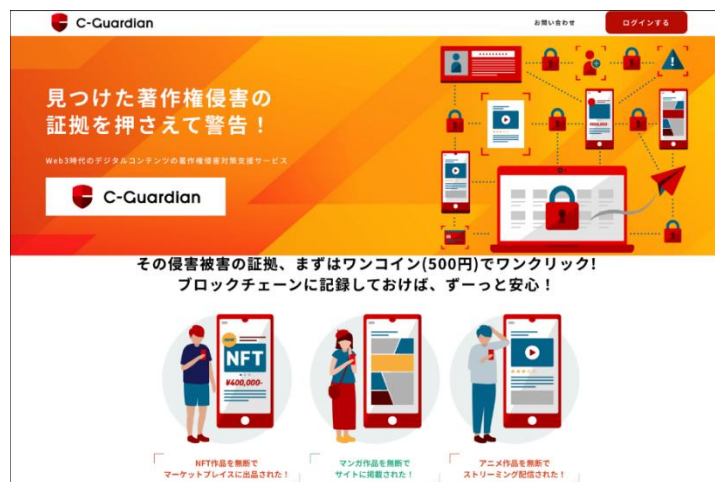 C-Guardian
お問い合わせ
ログインする
見つけた著作権侵害の
証拠を押さえて警告！
Web3時代のデジタルコンテンツの著作権侵害対策支援サービス
C-Guardian
その侵害被害の証拠、まずはワンコイン(500円)でワンクリック!
ブロックチェーンに記録しておけば、ずーっと安心！
NFT
¥400,000-
NFT作品を無断で
マーケットプレイスに出品された！
マンガ作品を無断で
サイトに掲載された！
アニメ作品を無断で
ストリーミング配信された！